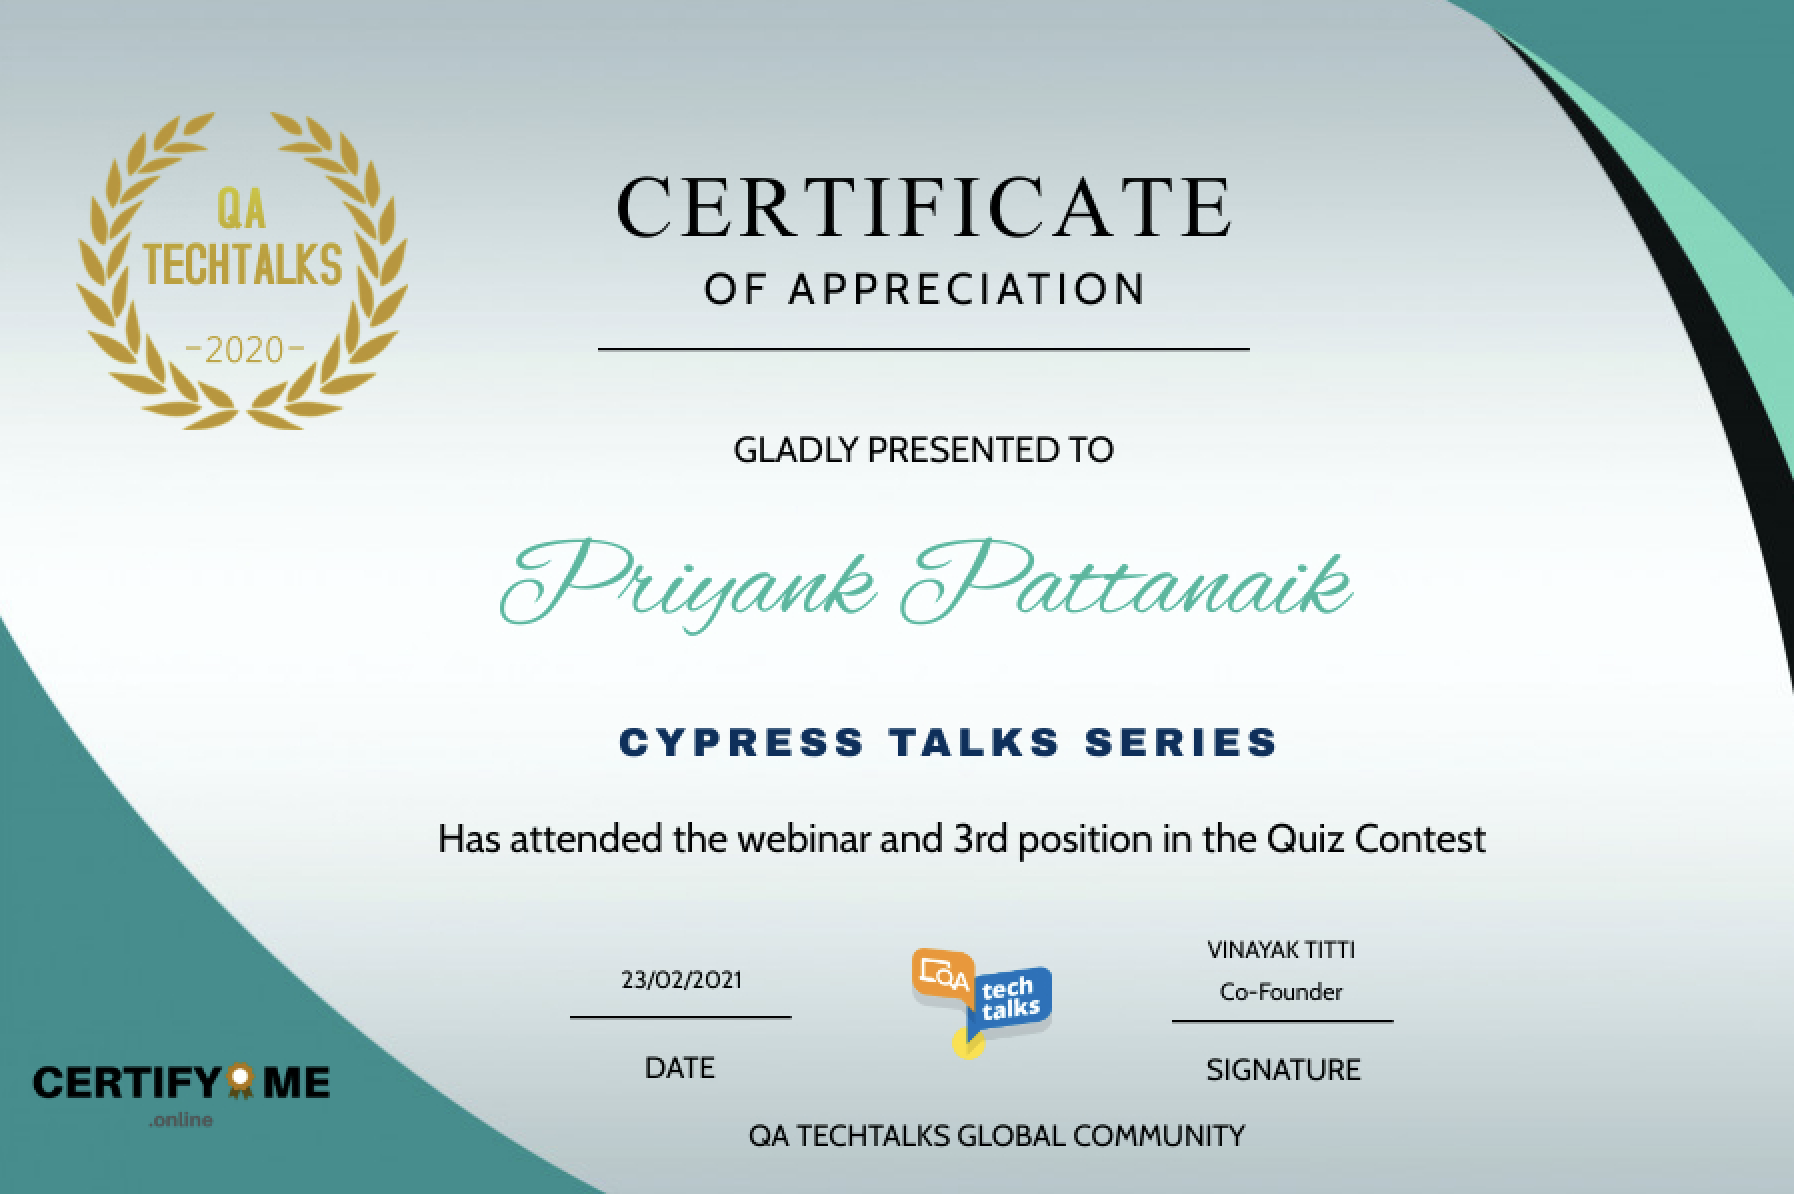 QA
TECHTALKS
-2020-
CERTIFICATE
OF APPRECIATION
GLADLY PRESENTED TO
Priyank Pattanaik
CYPRESS TALKS SERIES
Has attended the webinar and 3rd position in the Quiz Contest
23/02/2021
DATE
QA
tech
talks
VINAYAK TITTI
Co-Founder
SIGNATURE
CERTIFY ME
.online
QA TECHTALKS GLOBAL COMMUNITY